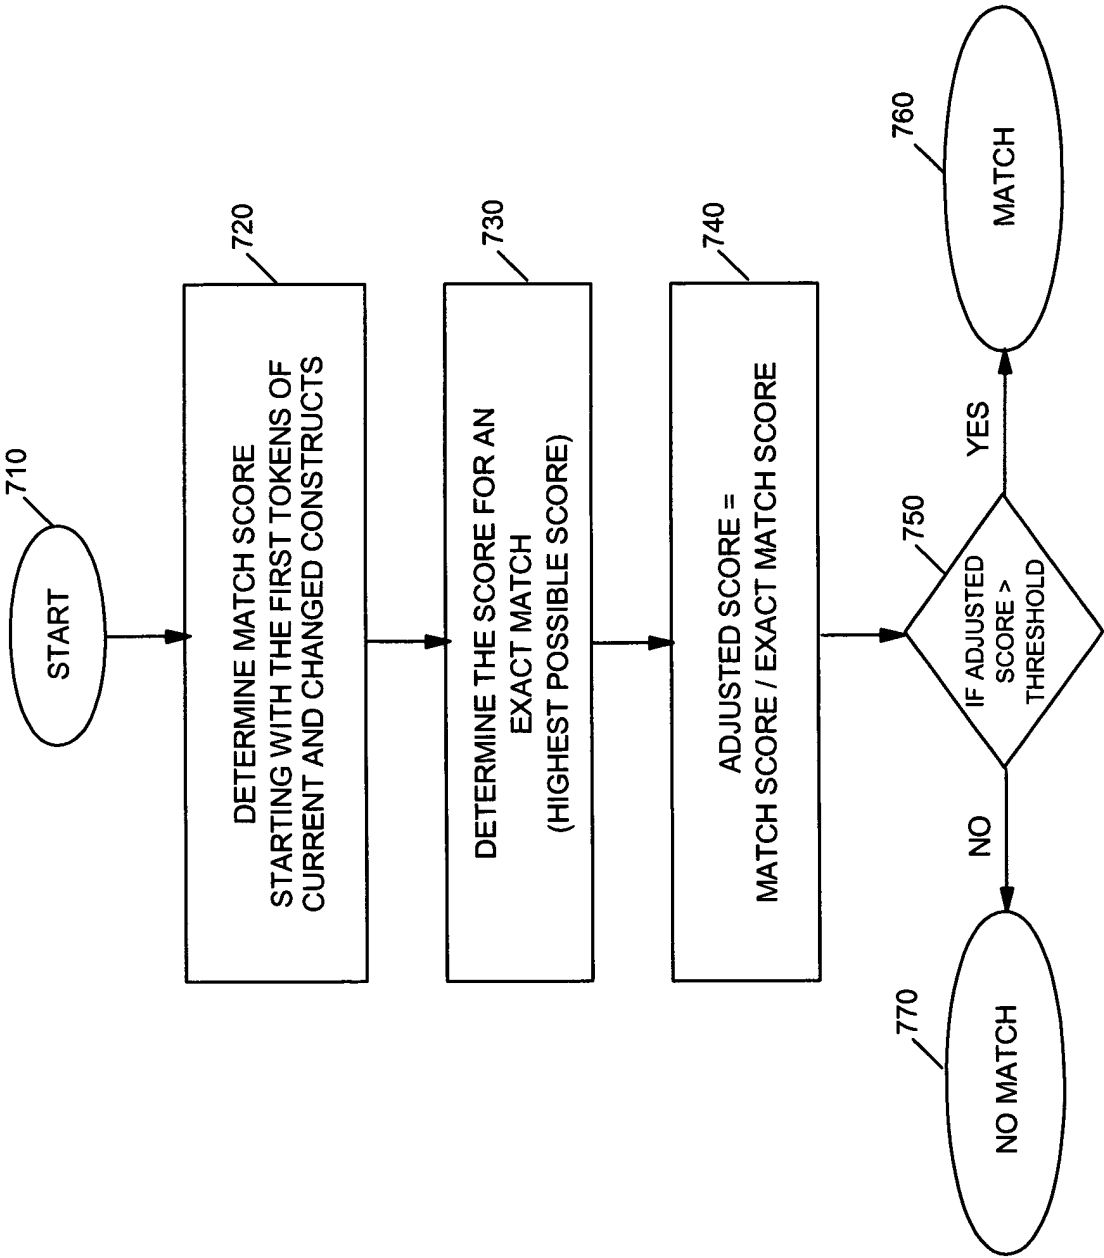 710
START
720
DETERMINE MATCH SCORE
STARTING WITH THE FIRST TOKENS OF
CURRENT AND CHANGED CONSTRUCTS
730
DETERMINE THE SCORE FOR AN
EXACT MATCH
(HIGHEST POSSIBLE SCORE)
740
ADJUSTED SCORE =
MATCH SCORE / EXACT MATCH SCORE
750
IF ADJUSTED
SCORE >
THRESHOLD
NO
YES
770
NO MATCH
760
MATCH